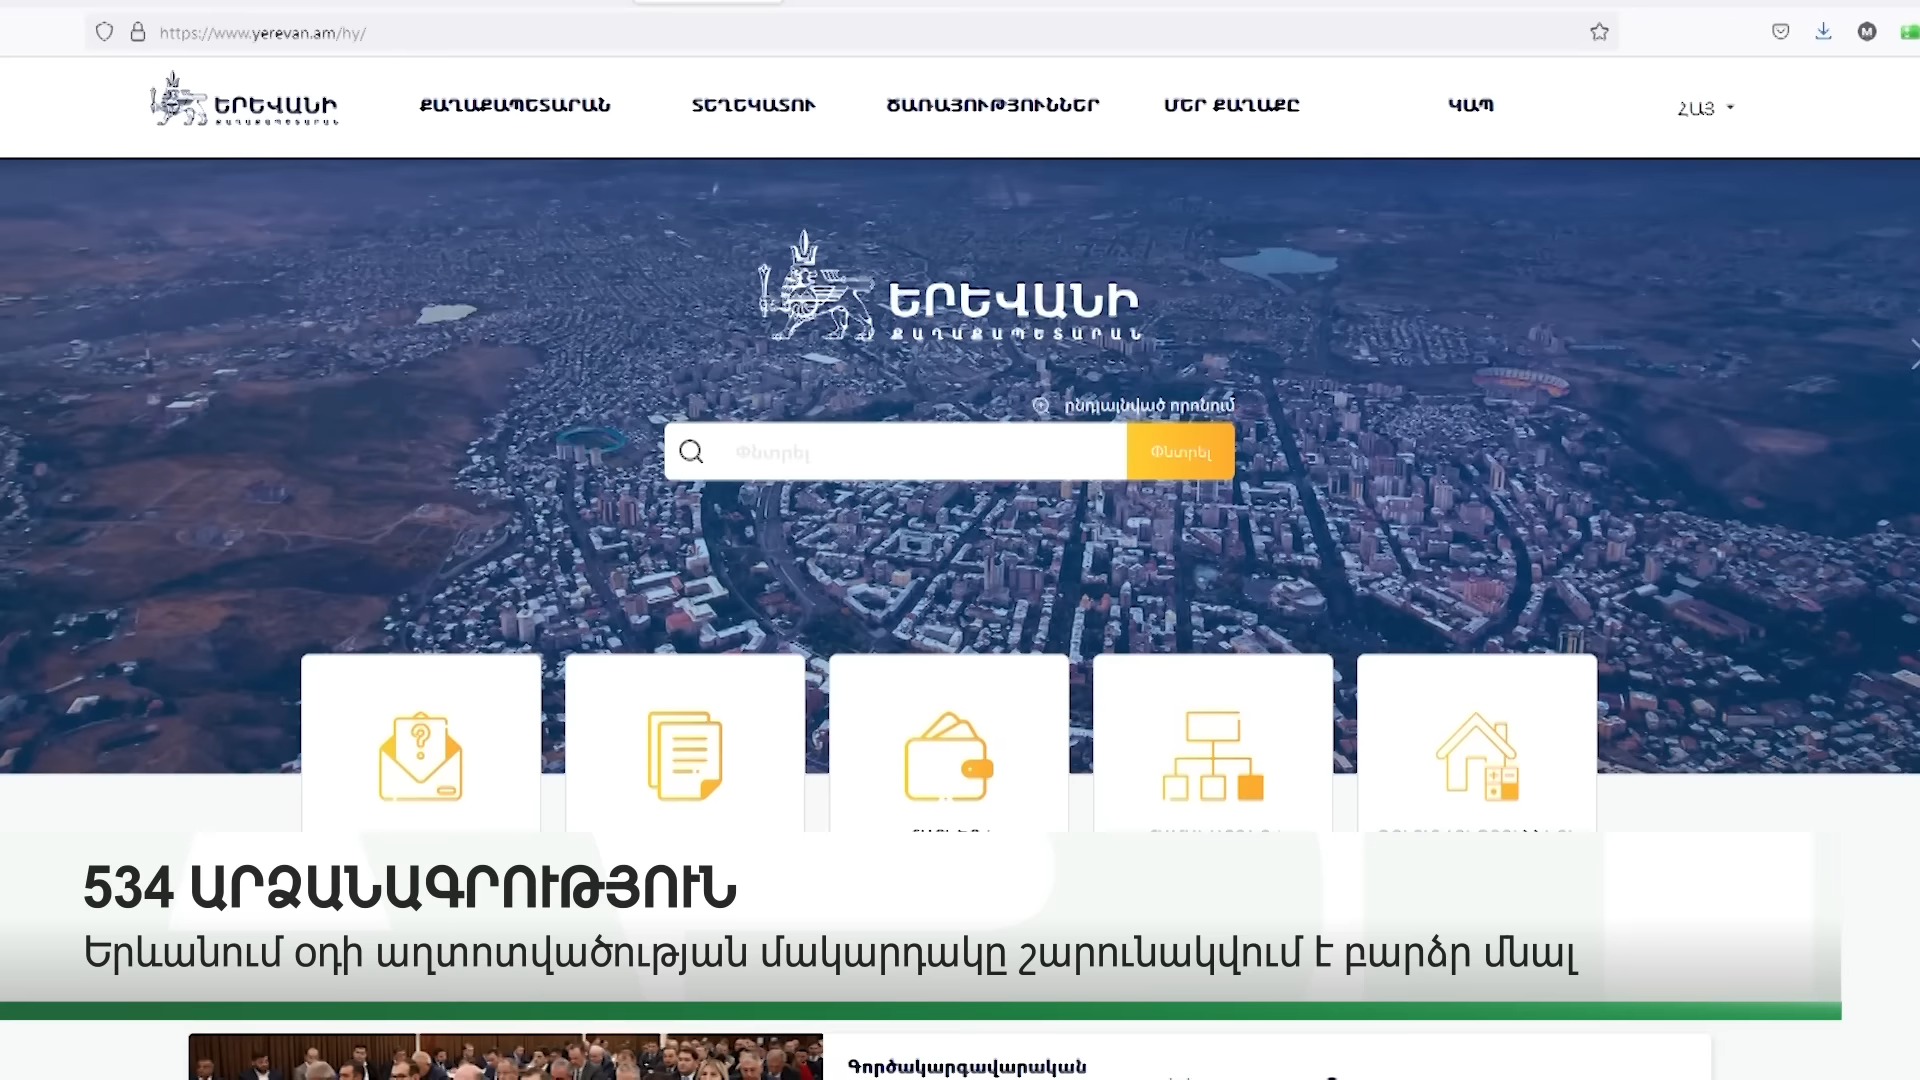 https://www.yerevan.am/hy/
ԵՐԵՎԱՆԻ
ՔԱՂԱՔԱՊԵՏԱՐԱՆ
ՔԱՂԱՔԱՊԵՏԱՐԱՆ
ՏԵՂԵԿԱՏՈՒ
ԾԱՌԱՅՈՒԹՅՈՒՆՆԵՐ
ՄԵՐ ՔԱՂԱՔԸ
ԿԱՊ
ՀԱՅ
ԵՐԵՎԱՆԻ
ՔԱՂԱՔԱՊԵՏԱՐԱՆ
ընդլայնված որոնում
Փնտրել
Փնտրել
534 ԱՐՁԱՆԱԳՐՈՒԹՅՈՒՆ
Երևանում օդի աղտոտվածության մակարդակը շարունակվում է բարձր մնալ
Գործակարգավարական